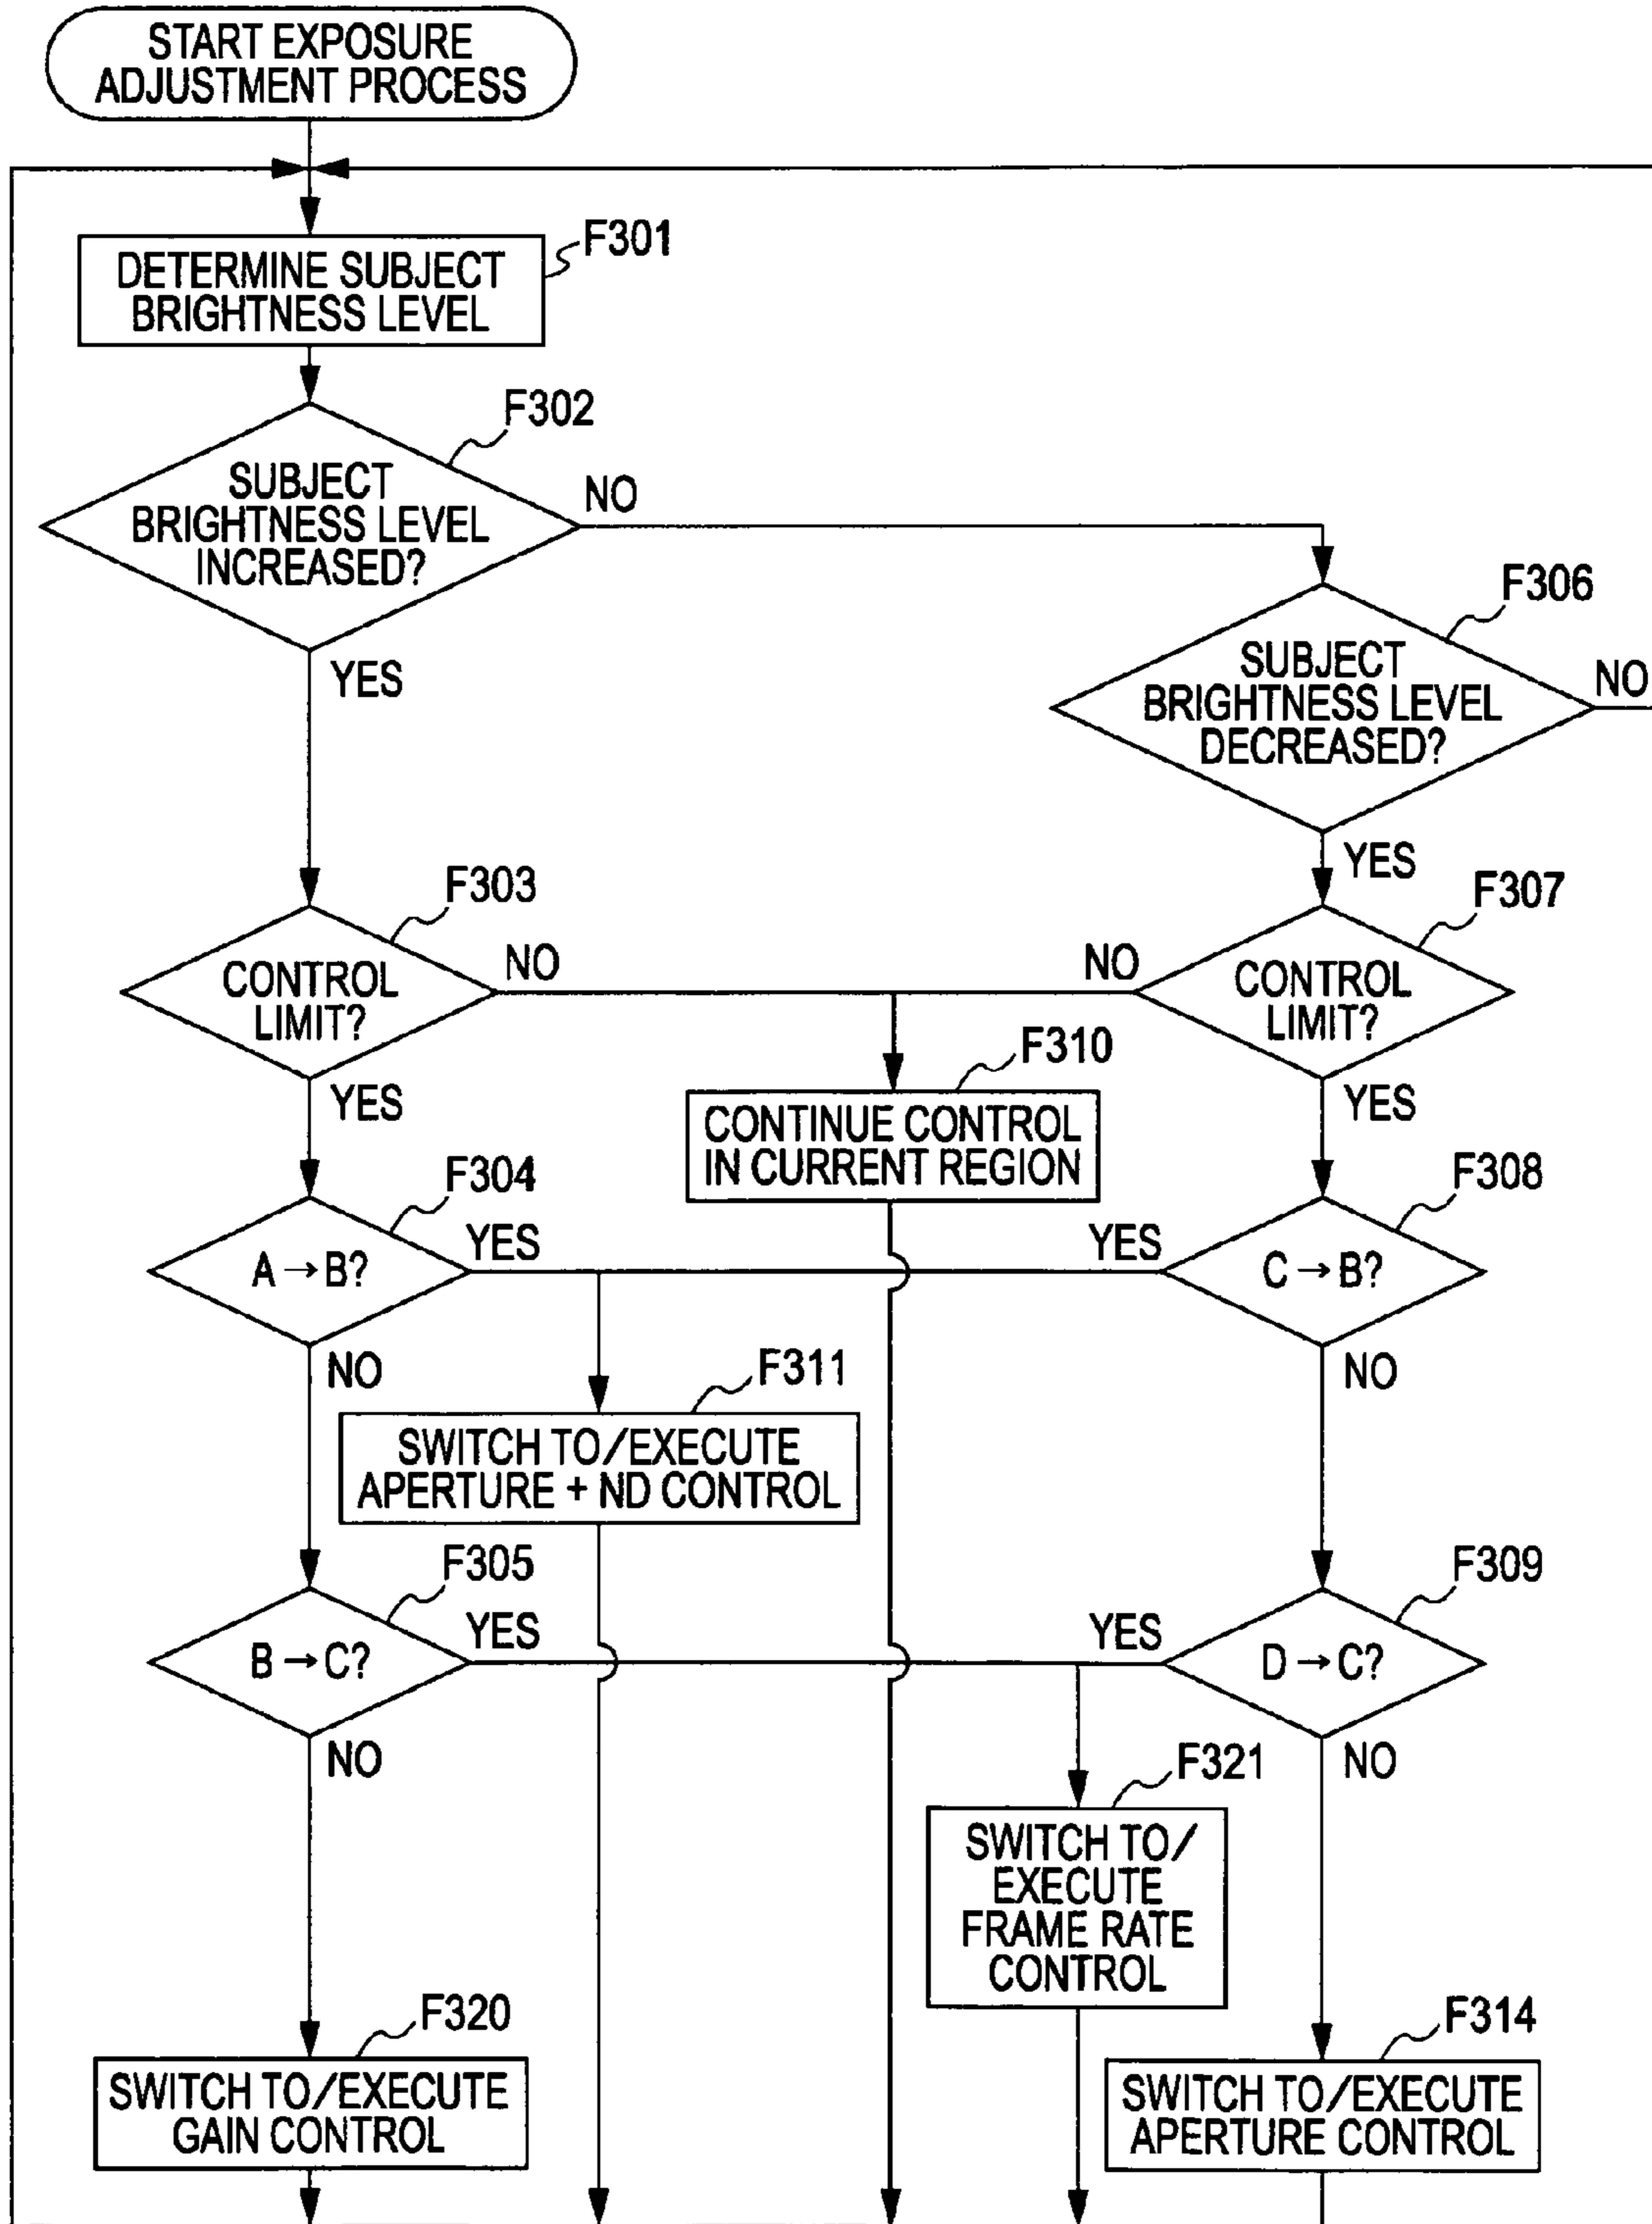 START EXPOSURE
ADJUSTMENT PROCESS
F301
DETERMINE SUBJECT
BRIGHTNESS LEVEL
F302
SUBJECT
BRIGHTNESS LEVEL
INCREASED?
NO
YES
F306
SUBJECT
BRIGHTNESS LEVEL
DECREASED?
NO
YES
F303
CONTROL
LIMIT?
NO
YES
F307
CONTROL
LIMIT?
NO
YES
F310
CONTINUE CONTROL
IN CURRENT REGION
F304
A → B?
YES
NO
F308
C → B?
YES
NO
F311
SWITCH TO/EXECUTE
APERTURE + ND CONTROL
F305
B → C?
YES
NO
F309
D → C?
YES
NO
F321
SWITCH TO/
EXECUTE
FRAME RATE
CONTROL
F320
SWITCH TO/EXECUTE
GAIN CONTROL
F314
SWITCH TO/EXECUTE
APERTURE CONTROL